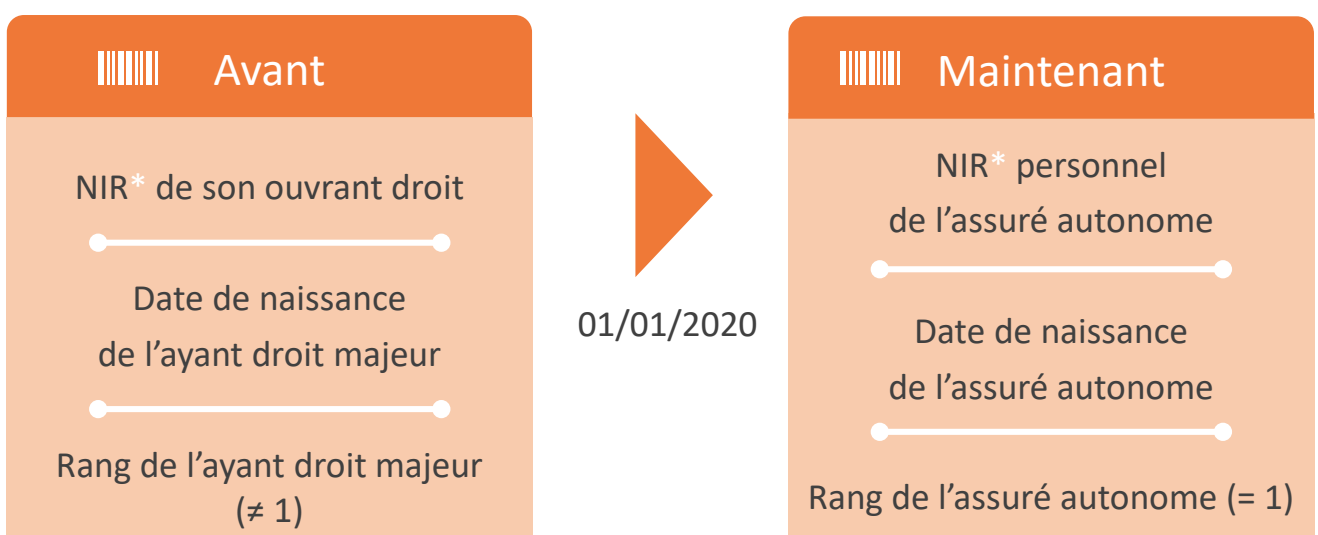 Avant
NIR* de son ouvrant droit
Date de naissance
de l’ayant droit majeur
Rang de l’ayant droit majeur
(≠ 1)
01/01/2020
Maintenant
NIR* personnel
de l’assuré autonome
Date de naissance
de l’assuré autonome
Rang de l’assuré autonome (= 1)